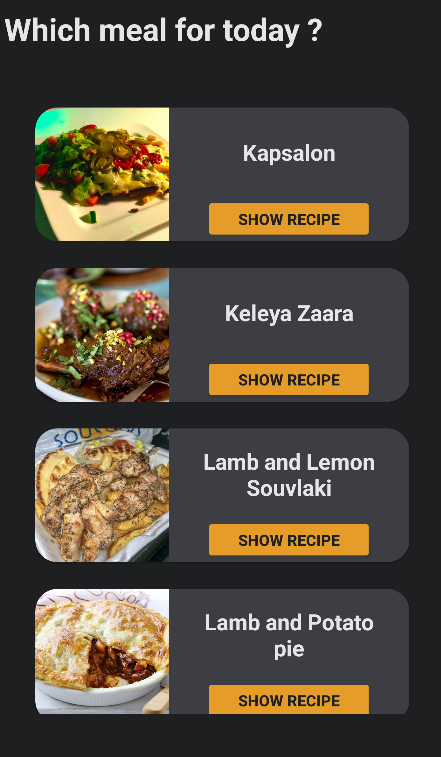 Which meal for today ?
Kapsalon
SHOW RECIPE
Keleya Zaara
SHOW RECIPE
Lamb and Lemon
Souvlaki
SHOW RECIPE
Lamb and Potato
pie
SHOW RECIPE